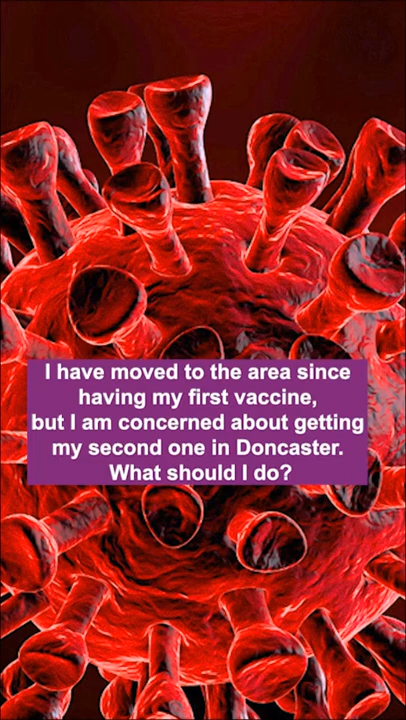 I have moved to the area since
having my first vaccine,
but I am concerned about getting
my second one in Doncaster.
What should I do?